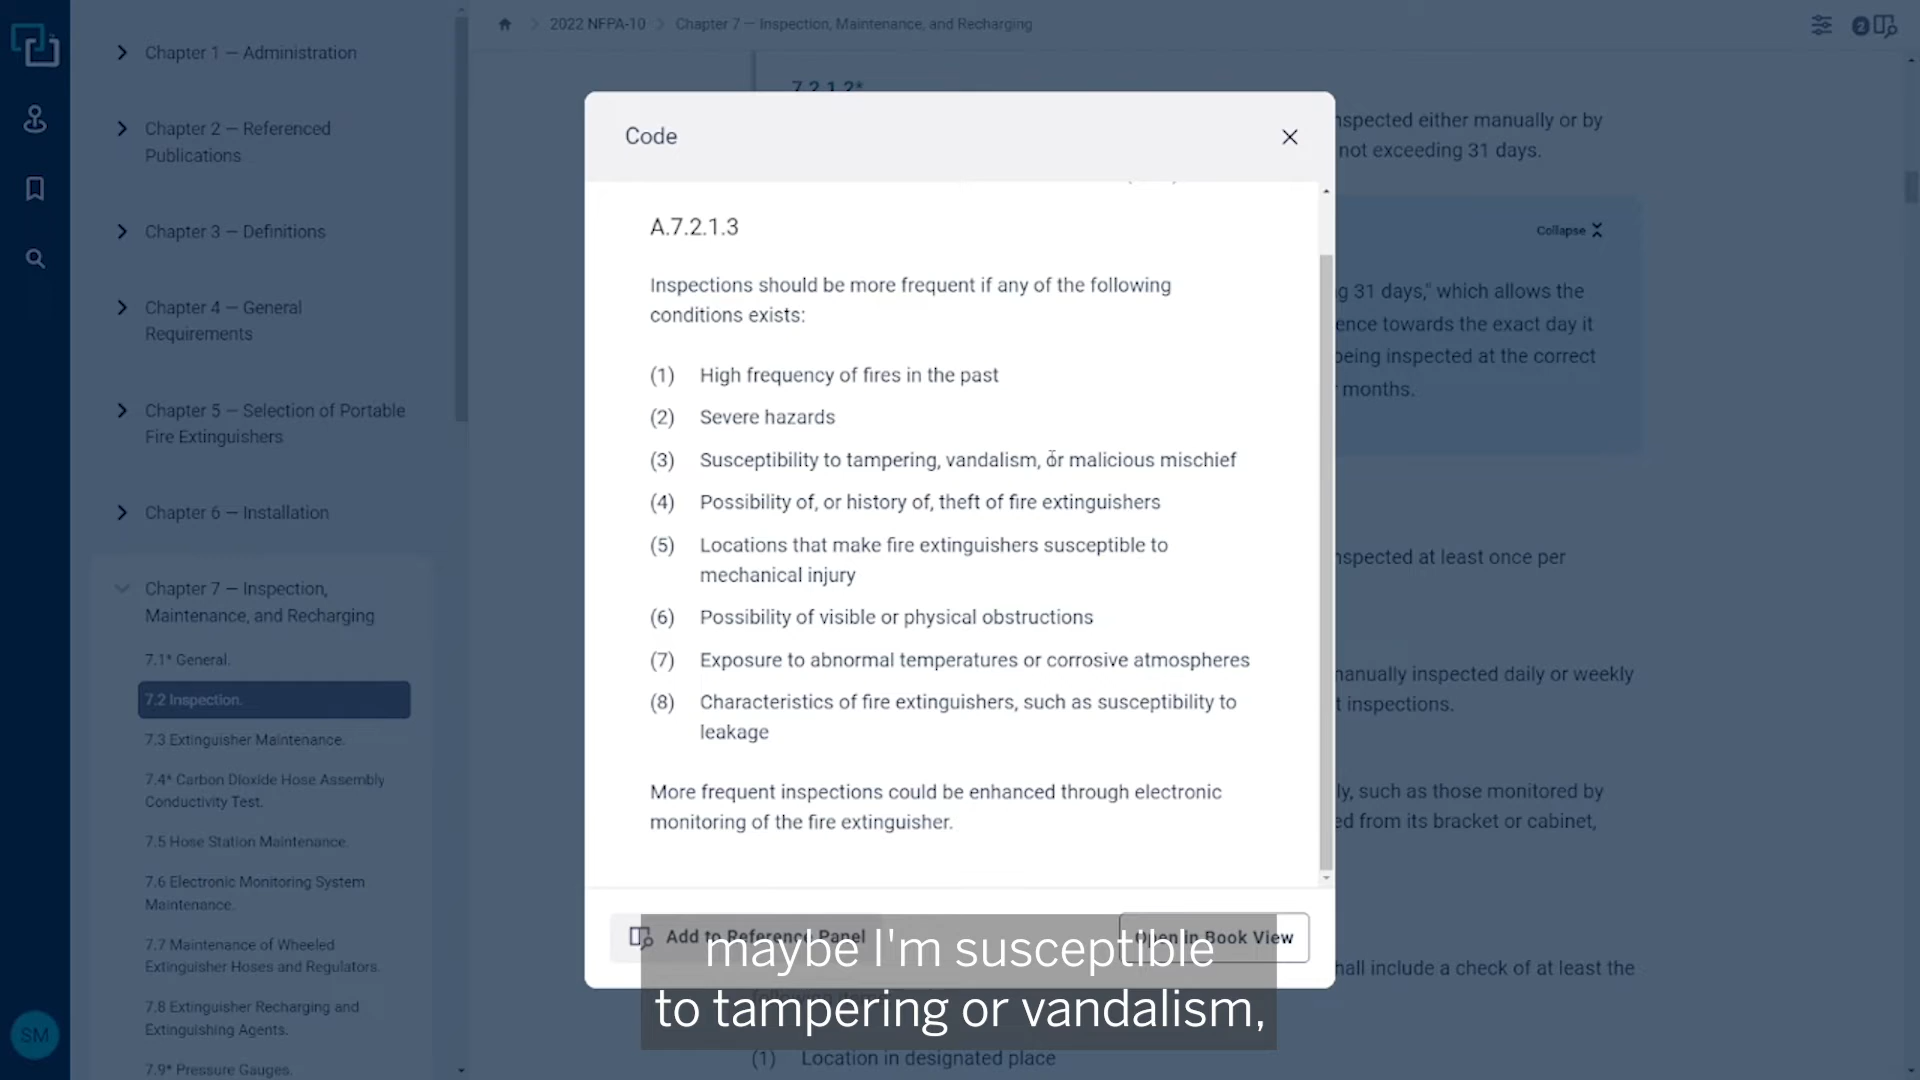 Chapter 1 — Administration
Chapter 2 — Referenced
Publications
Chapter 3 — Definitions
Chapter 4 — General
Requirements
Chapter 5 — Selection of Portable
Fire Extinguishers
Chapter 6 — Installation
Chapter 7 — Inspection,
Maintenance, and Recharging
7.1* General.
7.2 Inspection.
7.3 Extinguisher Maintenance.
7.4* Carbon Dioxide Hose Assembly
Conductivity Test.
7.5 Hose Station Maintenance.
7.6 Electronic Monitoring System
Maintenance.
7.7 Maintenance of Wheeled
Extinguisher Hoses and Regulators.
7.8 Extinguisher Recharging and
Extinguishing Agents.
7.9* Pressure Gauges.
SM
2022 NFPA-10 Chapter 7 — Inspection, Maintenance, and Recharging
2
7.2.1.2*
inspected either manually or by
not exceeding 31 days.
Collapse
g 31 days," which allows the
ence towards the exact day it
being inspected at the correct
months.
inspected at least once per
manually inspected daily or weekly
t inspections.
ly, such as those monitored by
ed from its bracket or cabinet,
hall include a check of at least the
(1) Location in designated place
Code
A.7.2.1.3
Inspections should be more frequent if any of the following
conditions exists:
(1) High frequency of fires in the past
(2) Severe hazards
(3) Susceptibility to tampering, vandalism, or malicious mischief
(4) Possibility of, or history of, theft of fire extinguishers
(5) Locations that make fire extinguishers susceptible to
mechanical injury
(6) Possibility of visible or physical obstructions
(7) Exposure to abnormal temperatures or corrosive atmospheres
(8) Characteristics of fire extinguishers, such as susceptibility to
leakage
More frequent inspections could be enhanced through electronic
monitoring of the fire extinguisher.
Add to Reference Panel
Open in Book View
maybe I'm susceptible
to tampering or vandalism,